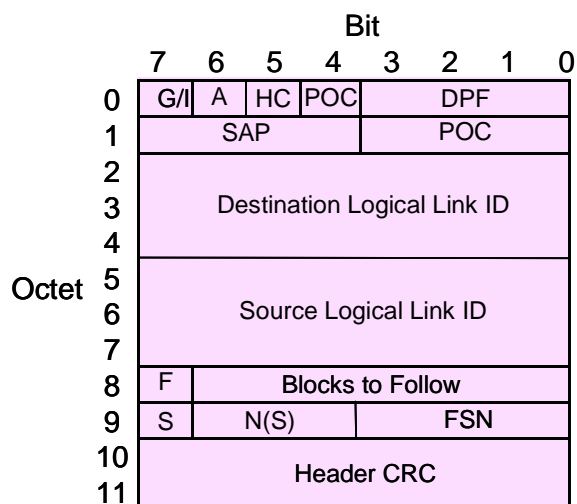 Bit
7 6 5 4 3 2 1 0
0 G/I A HC POC DPF
1 SAP POC
2
3 Destination Logical Link ID
4
5
Octet 6 Source Logical Link ID
7
8 F Blocks to Follow
9 S N(S) FSN
10
Header CRC
11